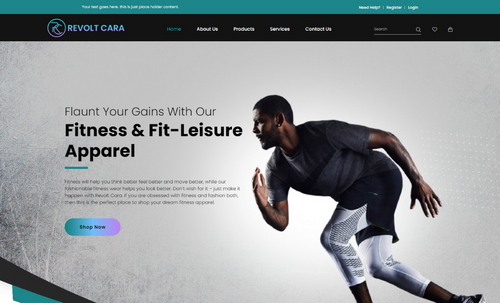 Your text goes here, this is just place holder content.
Need Help? | Register | Login
REVOLT CARA
Home About Us Products Services Contact Us
Search
Flaunt Your Gains With Our
Fitness & Fit-Leisure
Apparel
Fitness will help you think better feel better and move better, while our
fashionable fitness wear helps you look better. Don't wish for it – just make it
happen with Revolt Cara. If you are obsessed with fitness and fashion both,
then this is the perfect place to shop your dream fitness apparel.
Shop Now